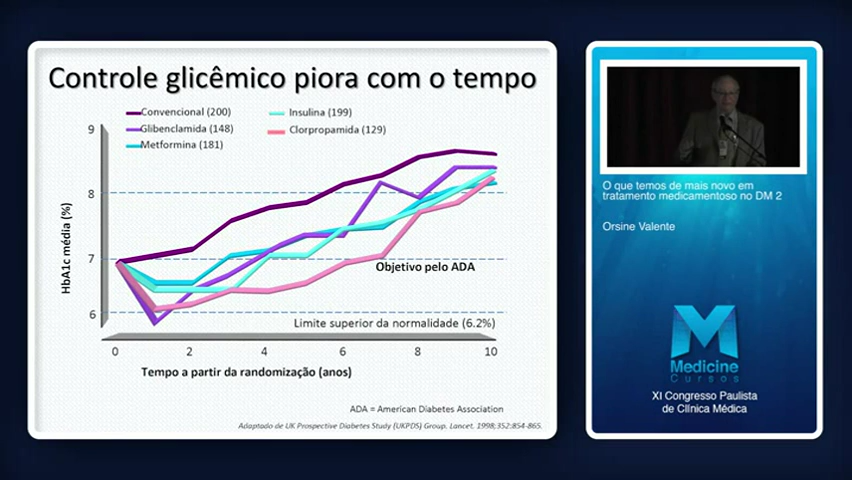 Controle glicêmico piora com o tempo
Convencional (200)
Glibenclamida (148)
Metformina (181)
Insulina (199)
Clorpropamida (129)
9
8
7
6
HbA1c média (%)
Objetivo pelo ADA
Limite superior da normalidade (6.2%)
0 2 4 6 8 10
Tempo a partir da randomização (anos)
ADA = American Diabetes Association
Adaptado de UK Prospective Diabetes Study (UKPDS) Group. Lancet. 1998;352:854-865.
O que temos de mais novo em
tratamento medicamentoso no DM 2
Orsine Valente
M
Medicine
Cursos
XI Congresso Paulista
de Clínica Médica